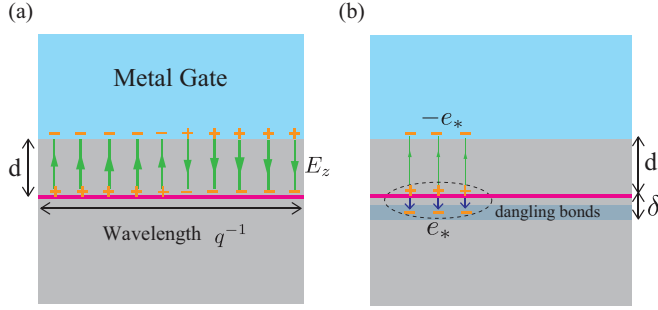 (a)
(b)
Metal Gate
d
E_z
Wavelength q^{-1}
−e_*
d
dangling bonds
δ
e_*